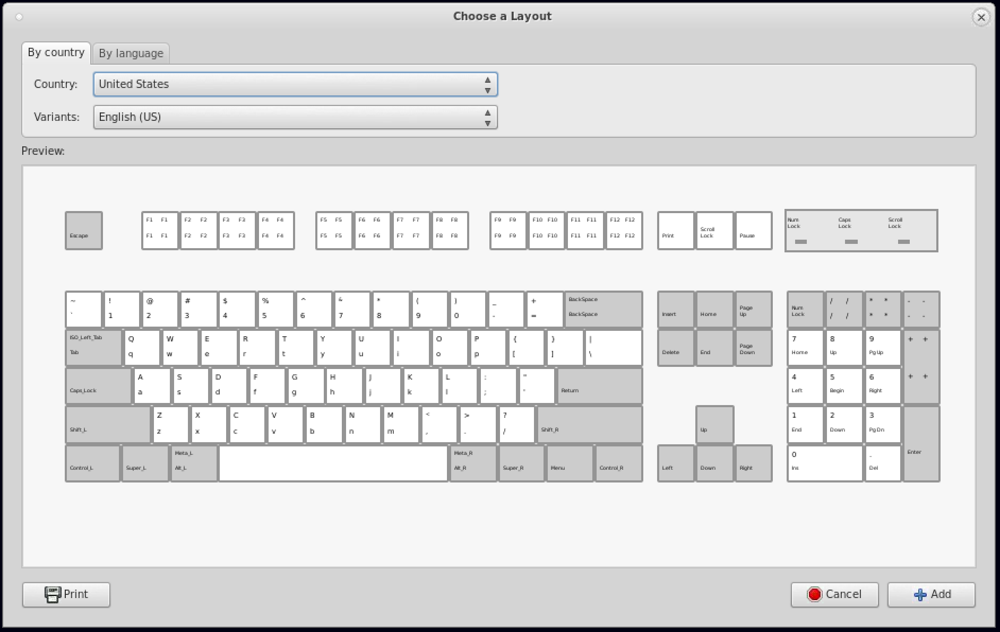 Choose a Layout
By country By language
Country: United States
Variants: English (US)
Preview:
Escape
F1 F1 F2 F2 F3 F3 F4 F4 F5 F5 F6 F6 F7 F7 F8 F8 F9 F9 F10 F10 F11 F11 F12 F12
F1 F1 F2 F2 F3 F3 F4 F4 F5 F5 F6 F6 F7 F7 F8 F8 F9 F9 F10 F10 F11 F11 F12 F12
Print Scroll Lock Pause
Num Lock Caps Lock Scroll Lock
~ ! @ # $ % ^ & * ( ) _ + BackSpace
` 1 2 3 4 5 6 7 8 9 0 - = BackSpace
Insert Home Page Up
Num Lock / / * * - -
/ / * * - -
ISO_Left_Tab Q W E R T Y U I O P { } |
Tab q w e r t y u i o p [ ] \
Delete End Page Down
7 8 9 + +
Home Up PgUp
A S D F G H J K L : "
Caps_Lock a s d f g h j k l ; ' Return
4 5 6 + +
Left Begin Right
Z X C V B N M < > ?
Shift_L z x c v b n m , . / Shift_R
Up
1 2 3
End Down PgDn
Meta_L Meta_R
Control_L Super_L Alt_L Alt_R Super_R Menu Control_R
Left Down Right
0 . Enter
Ins Del
Print Cancel Add